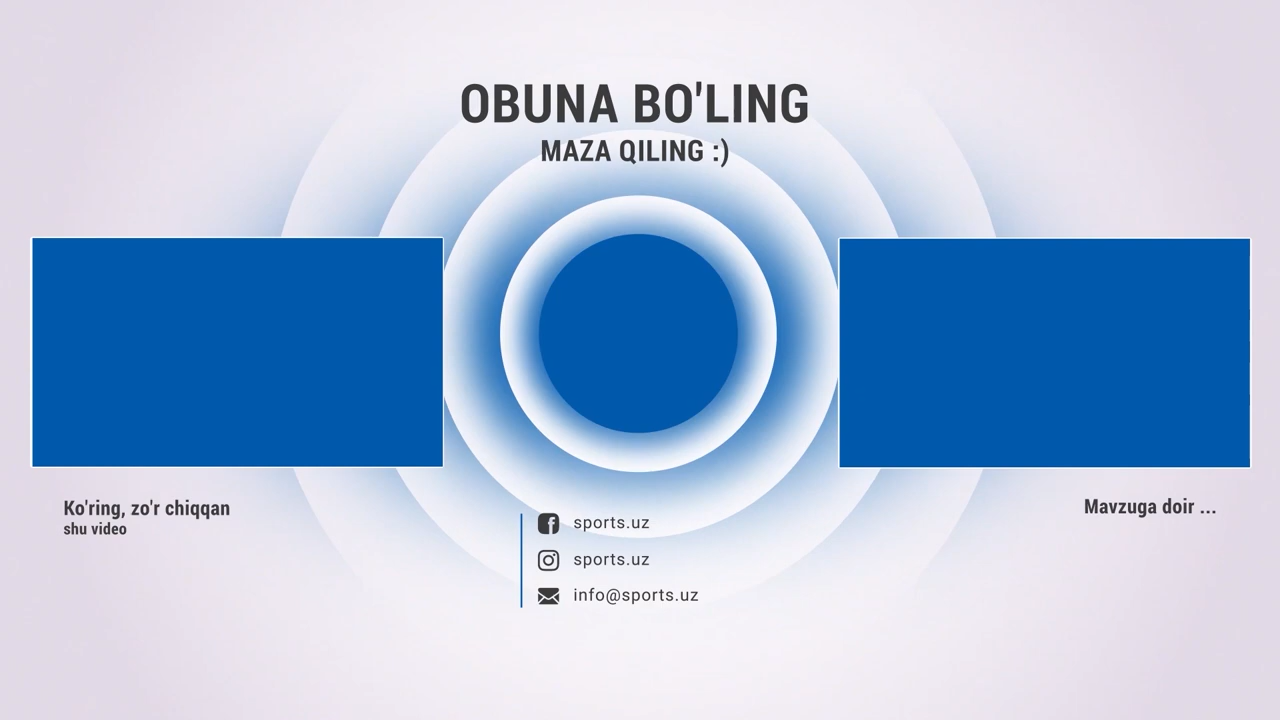 OBUNA BO'LING
MAZA QILING :)
Ko'ring, zo'r chiqqan
shu video
Mavzuga doir ...
sports.uz
sports.uz
info@sports.uz